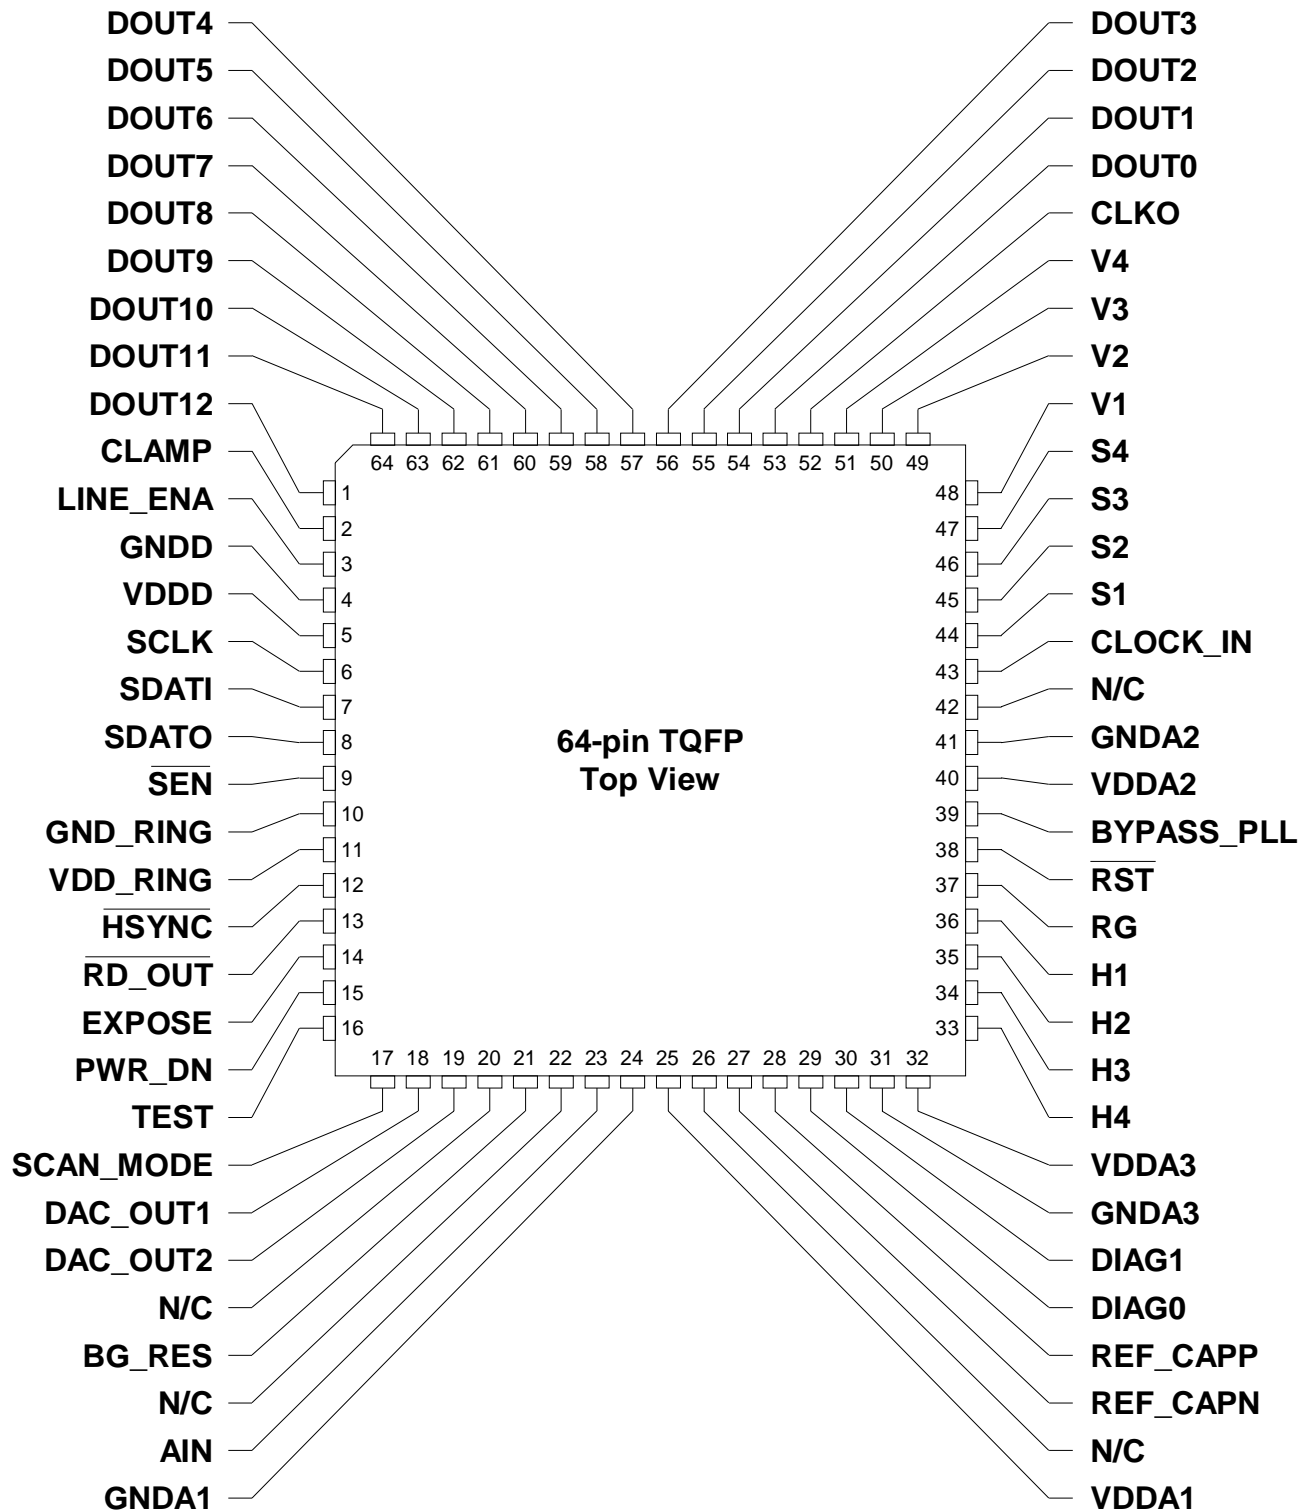 DOUT4
DOUT5
DOUT6
DOUT7
DOUT8
DOUT9
DOUT10
DOUT11
DOUT12
CLAMP
LINE_ENA
GNDD
VDDD
SCLK
SDATI
SDATO
SEN
GND_RING
VDD_RING
HSYNC
RD_OUT
EXPOSE
PWR_DN
TEST
SCAN_MODE
DAC_OUT1
DAC_OUT2
N/C
BG_RES
N/C
AIN
GNDA1
64 63 62 61 60 59 58 57 56 55 54 53 52 51 50 49
1
2
3
4
5
6
7
8
9
10
11
12
13
14
15
16
64-pin TQFP
Top View
48
47
46
45
44
43
42
41
40
39
38
37
36
35
34
33
17 18 19 20 21 22 23 24 25 26 27 28 29 30 31 32
DOUT3
DOUT2
DOUT1
DOUT0
CLKO
V4
V3
V2
V1
S4
S3
S2
S1
CLOCK_IN
N/C
GNDA2
VDDA2
BYPASS_PLL
RST
RG
H1
H2
H3
H4
VDDA3
GNDA3
DIAG1
DIAG0
REF_CAPP
REF_CAPN
N/C
VDDA1